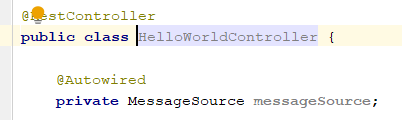 @RestController
public class HelloWorldController {
@Autowired
private MessageSource messageSource;